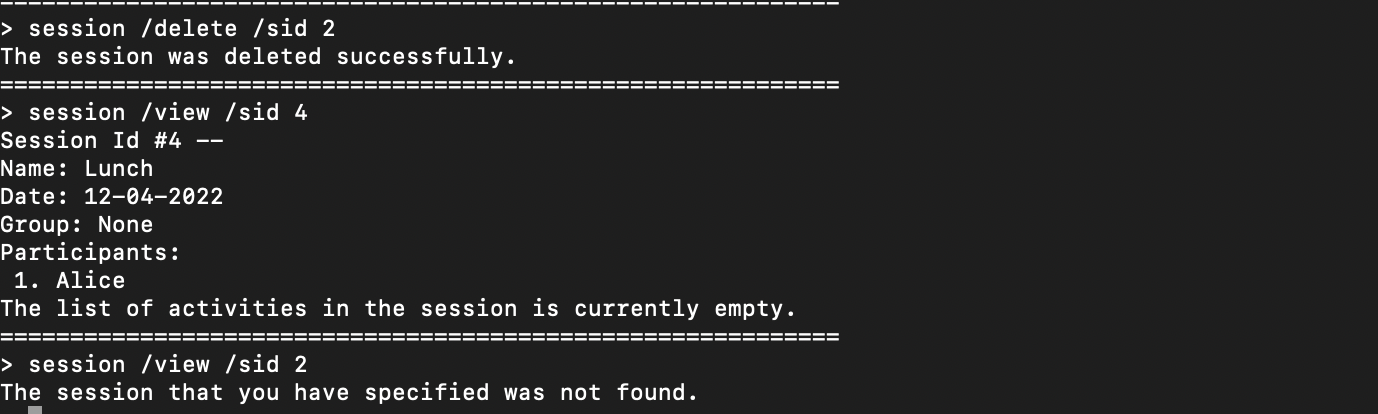 ============================================================
> session /delete /sid 2
The session was deleted successfully.
============================================================
> session /view /sid 4
Session Id #4 --
Name: Lunch
Date: 12-04-2022
Group: None
Participants:
 1. Alice
The list of activities in the session is currently empty.
============================================================
> session /view /sid 2
The session that you have specified was not found.